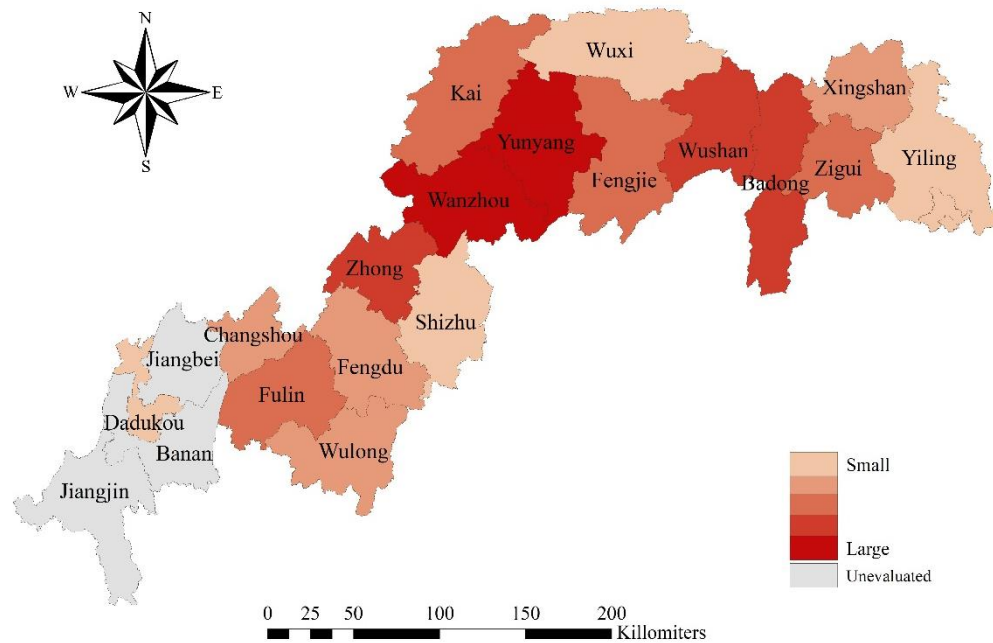 N
W
E
S
Wuxi
Kai
Xingshan
Yunyang
Yiling
Wushan
Fengjie
Zigui
Badong
Wanzhou
Zhong
Shizhu
Changshou
Jiangbei
Fengdu
Fulin
Dadukou
Banan
Wulong
Jiangjin
Small
Large
Unevaluated
0 25 50 100 150 200
Killomiters